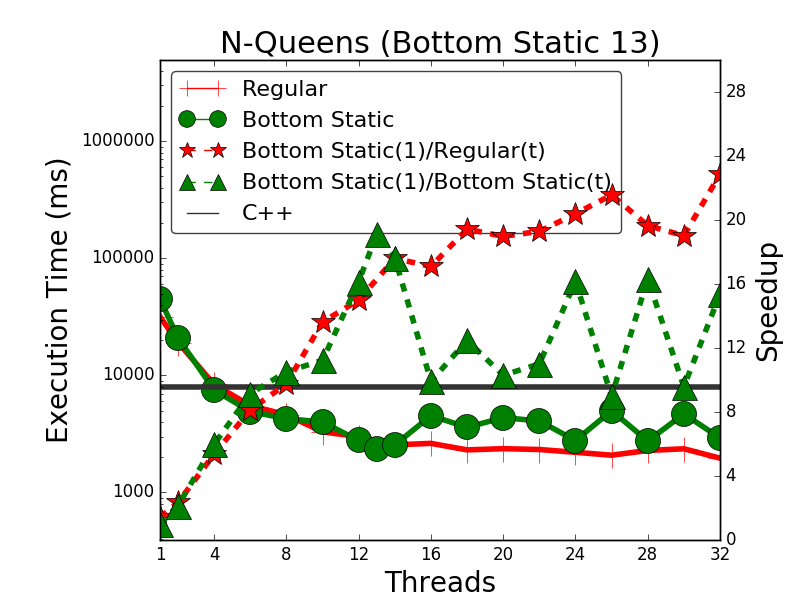 N-Queens (Bottom Static 13)
Regular
Bottom Static
Bottom Static(1)/Regular(t)
Bottom Static(1)/Bottom Static(t)
C++
Execution Time (ms)
1000000
100000
10000
1000
28
24
20
16
12
8
4
0
Speedup
1 4 8 12 16 20 24 28 32
Threads